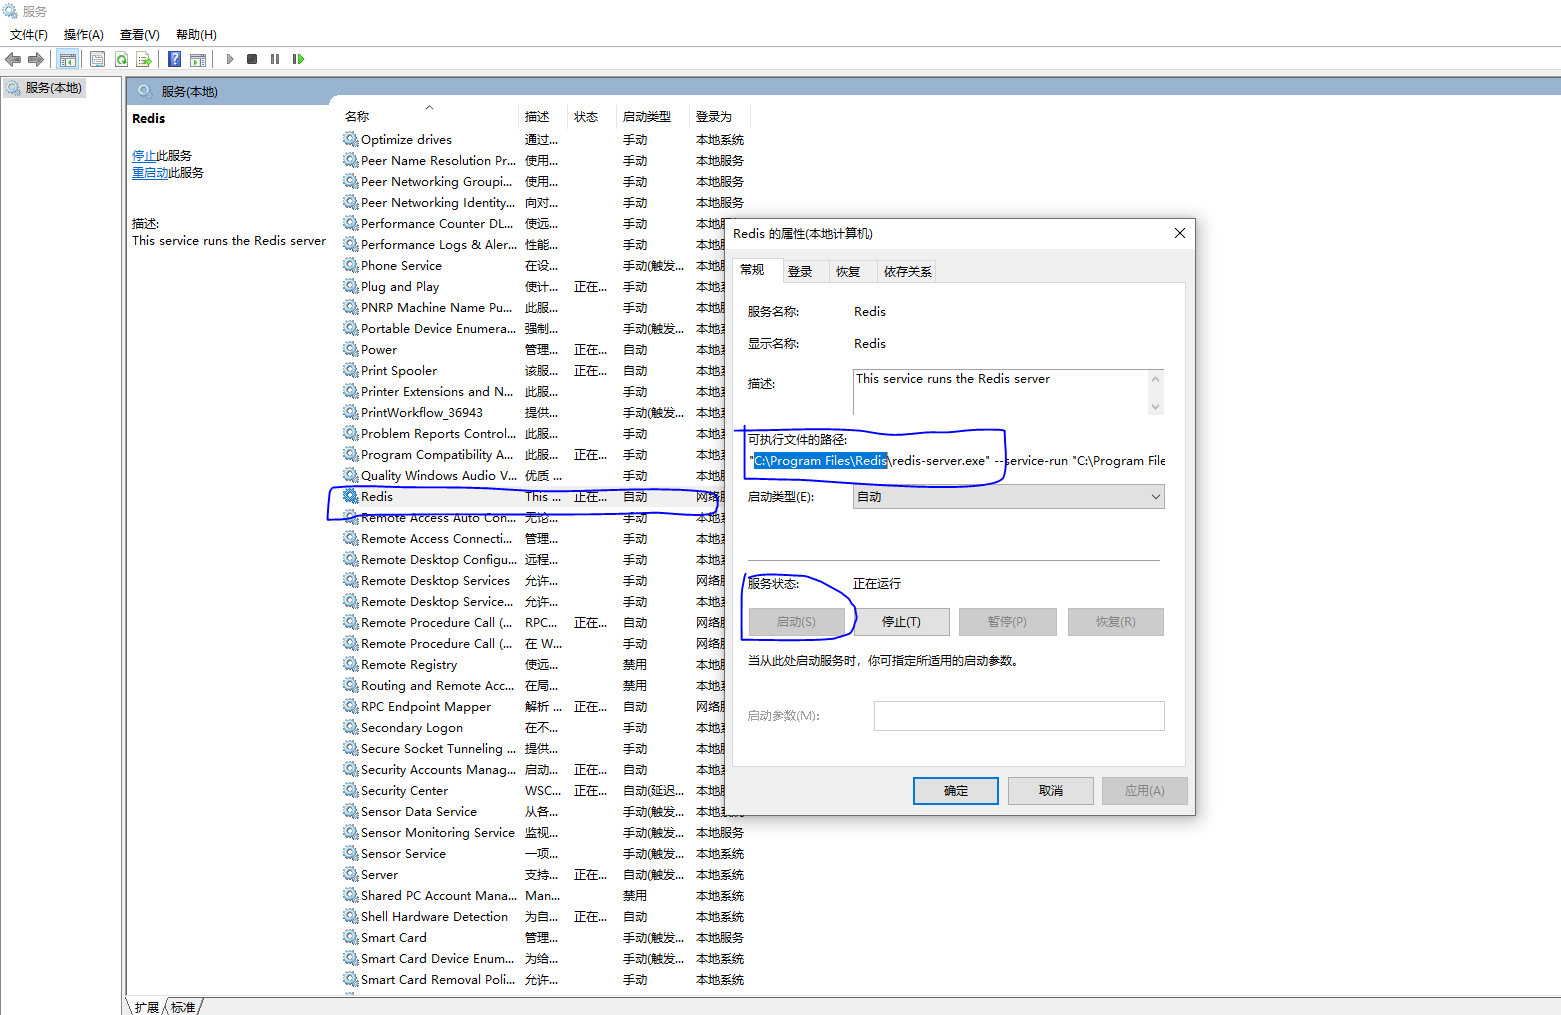 服务
文件(F) 操作(A) 查看(V) 帮助(H)
服务(本地)
服务(本地)
Redis
停止此服务
重启动此服务
描述:
This service runs the Redis server
名称 描述 状态 启动类型 登录为
Optimize drives 通过... 手动 本地系统
Peer Name Resolution Pr... 使用... 手动 本地服务
Peer Networking Groupi... 使用... 手动 本地服务
Peer Networking Identity... 向对... 手动 本地服务
Performance Counter DL... 使远... 手动 本地服
Performance Logs & Aler... 性能... 手动 本地服
Phone Service 在设... 手动(触发... 本地服
Plug and Play 使计... 正在... 手动 本地系
PNRP Machine Name Pu... 此服... 手动 本地服
Portable Device Enumera... 强制... 手动(触发... 本地系
Power 管理... 正在... 自动 本地系
Print Spooler 该服... 正在... 自动 本地系
Printer Extensions and N... 此服... 手动 本地系
PrintWorkflow_36943 提供... 手动(触发... 本地系
Problem Reports Control... 此服... 手动 本地系
Program Compatibility A... 此服... 正在... 手动 本地系
Quality Windows Audio V... 优质 ... 手动 本地服
Redis This ... 正在... 自动 网络服
Remote Access Auto Con... 无论... 手动 本地系
Remote Access Connecti... 管理... 手动 本地系
Remote Desktop Configu... 远程... 手动 本地系
Remote Desktop Services 允许... 手动 网络服
Remote Desktop Service... 允许... 手动 本地系
Remote Procedure Call (... RPC... 正在... 自动 网络服
Remote Procedure Call (... 在 W... 手动 网络服
Remote Registry 使远... 禁用 本地服
Routing and Remote Acc... 在局... 禁用 本地系
RPC Endpoint Mapper 解析 ... 正在... 自动 网络服
Secondary Logon 在不... 手动 本地系
Secure Socket Tunneling ... 提供... 手动 本地服
Security Accounts Manag... 启动... 正在... 自动 本地系
Security Center WSC... 正在... 自动(延迟... 本地服
Sensor Data Service 从各... 手动(触发... 本地系统
Sensor Monitoring Service 监视... 手动(触发... 本地服务
Sensor Service 一项... 手动(触发... 本地系统
Server 支持... 正在... 自动(触发... 本地系统
Shared PC Account Mana... Man... 禁用 本地系统
Shell Hardware Detection 为自... 正在... 自动 本地系统
Smart Card 管理... 手动(触发... 本地服务
Smart Card Device Enum... 为给... 手动(触发... 本地系统
Smart Card Removal Poli... 允许... 手动 本地系统
扩展 标准
Redis 的属性(本地计算机)
常规 登录 恢复 依存关系
服务名称: Redis
显示名称: Redis
描述: This service runs the Redis server
可执行文件的路径:
"C:\Program Files\Redis\redis-server.exe" --service-run "C:\Program File
启动类型(E): 自动
服务状态: 正在运行
启动(S) 停止(T) 暂停(P) 恢复(R)
当从此处启动服务时，你可指定所适用的启动参数。
启动参数(M):
确定 取消 应用(A)